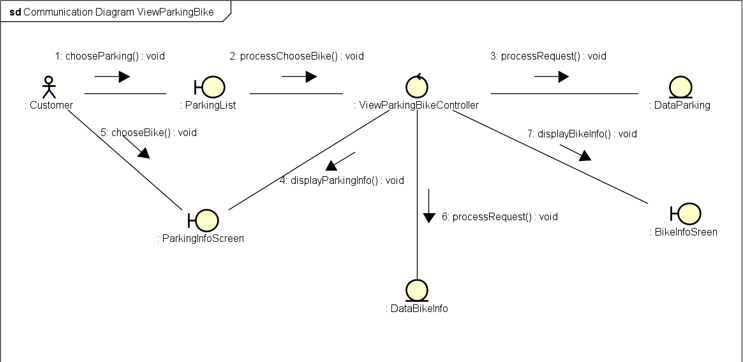 sd Communication Diagram ViewParkingBike
1: chooseParking() : void
2: processChooseBike() : void
3: processRequest() : void
: Customer
: ParkingList
: ViewParkingBikeController
: DataParking
5: chooseBike() : void
7: displayBikeInfo() : void
4: displayParkingInfo() : void
6: processRequest() : void
: ParkingInfoScreen
: BikeInfoSreen
: DataBikeInfo